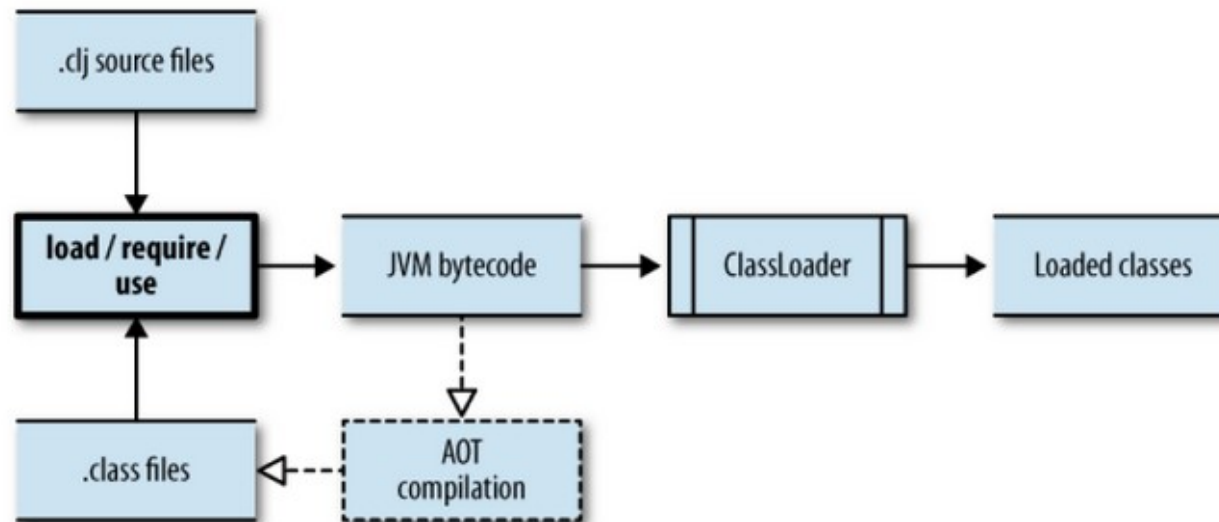 .clj source files
load / require /
use
JVM bytecode
ClassLoader
Loaded classes
.class files
AOT
compilation